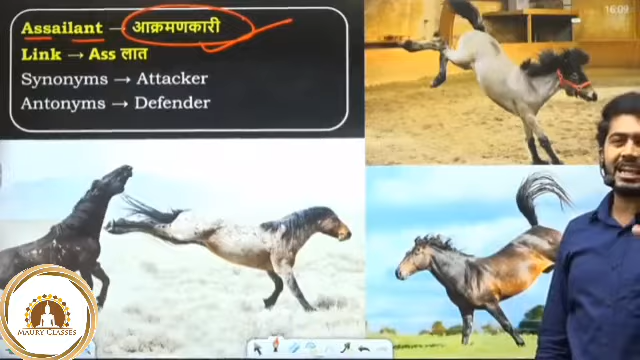 Assailant → आक्रमणकारी
Link → Ass लात
Synonyms → Attacker
Antonyms → Defender
16:09
MAURY CLASSES